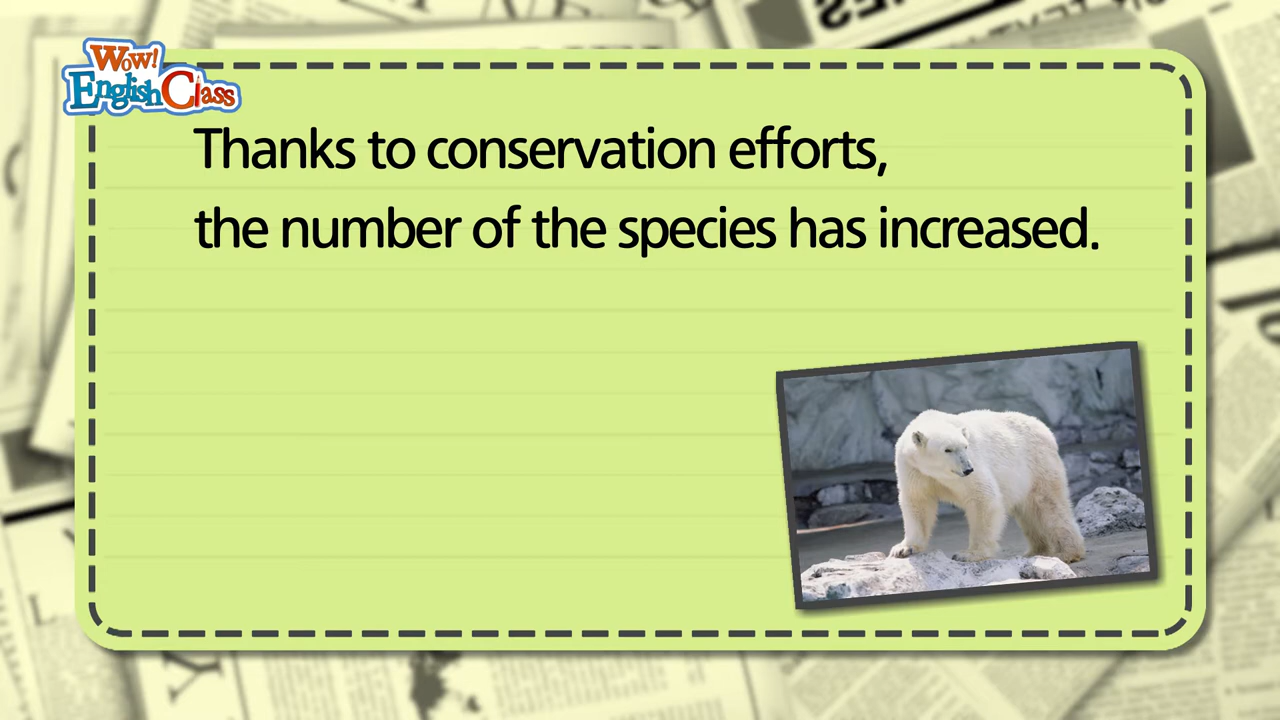 Wow!
English Class
Thanks to conservation efforts,
the number of the species has increased.